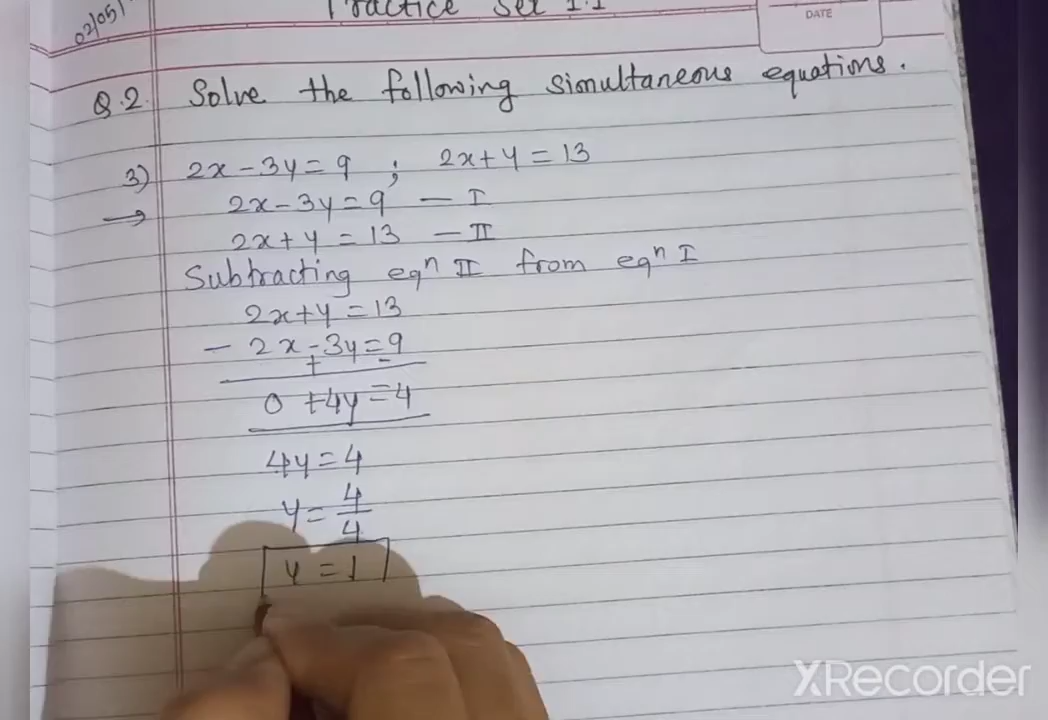 02/05/
Practice Set 1.1
DATE
Q.2. Solve the following simultaneous equations.
3) 2x - 3y = 9 ; 2x + y = 13
→ 2x - 3y = 9 — I
2x + y = 13 — II
Subtracting eqⁿ II from eqⁿ I
2x + y = 13
- 2x - 3y = 9
+ -
0 + 4y = 4
4y = 4
y = 4/4
y = 1
XRecorder